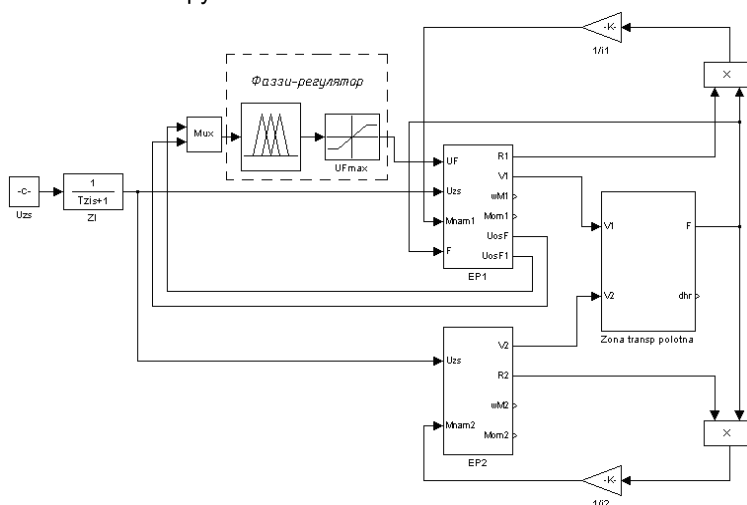 -K-
1/i1
×
Фаззи-регулятор
Mux
UFmax
-C-
Uzs
1
Tzis+1
ZI
UF
Uzs
Mnam1
F
R1
V1
wM1
Mom1
UosF
UosF1
EP1
V1
V2
F
dhr
Zona transp polotna
Uzs
Mnam2
V2
R2
wM2
Mom2
EP2
×
-K-
1/i2